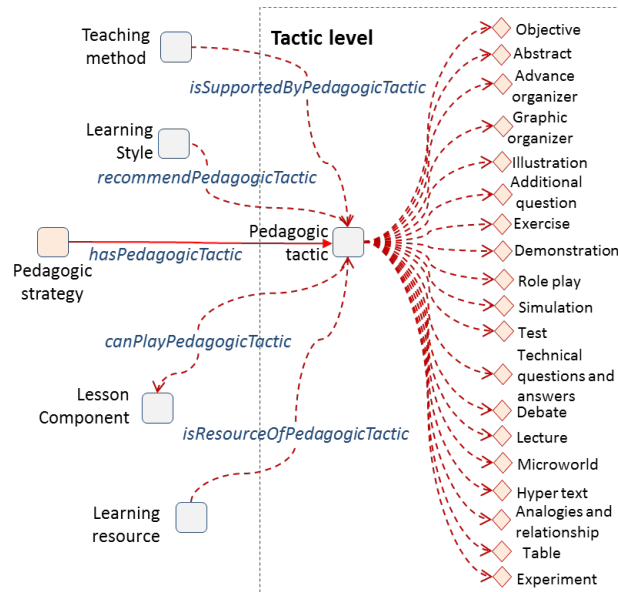 Teaching
method
Tactic level
isSupportedByPedagogicTactic
Learning
Style
recommendPedagogicTactic
Pedagogic
tactic
hasPedagogicTactic
Pedagogic
strategy
canPlayPedagogicTactic
Lesson
Component
isResourceOfPedagogicTactic
Learning
resource
Objective
Abstract
Advance
organizer
Graphic
organizer
Illustration
Additional
question
Exercise
Demonstration
Role play
Simulation
Test
Technical
questions and
answers
Debate
Lecture
Microworld
Hyper text
Analogies and
relationship
Table
Experiment